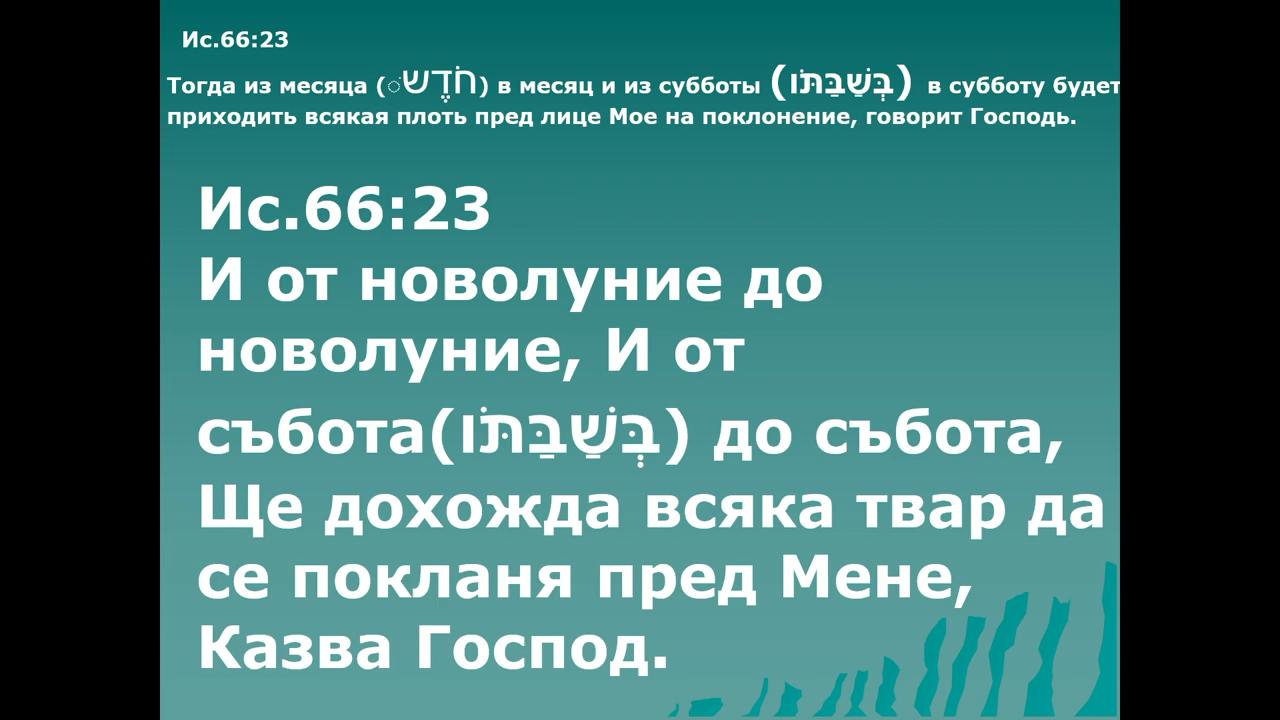 Ис.66:23
Тогда из месяца (חֹדֶשׁ) в месяц и из субботы (בְּשַׁבַּתּוֹ) в субботу будет
приходить всякая плоть пред лице Мое на поклонение, говорит Господь.
Ис.66:23
И от новолуние до
новолуние, И от
събота(בְּשַׁבַּתּוֹ) до събота,
Ще дохожда всяка твар да
се покланя пред Мене,
Казва Господ.